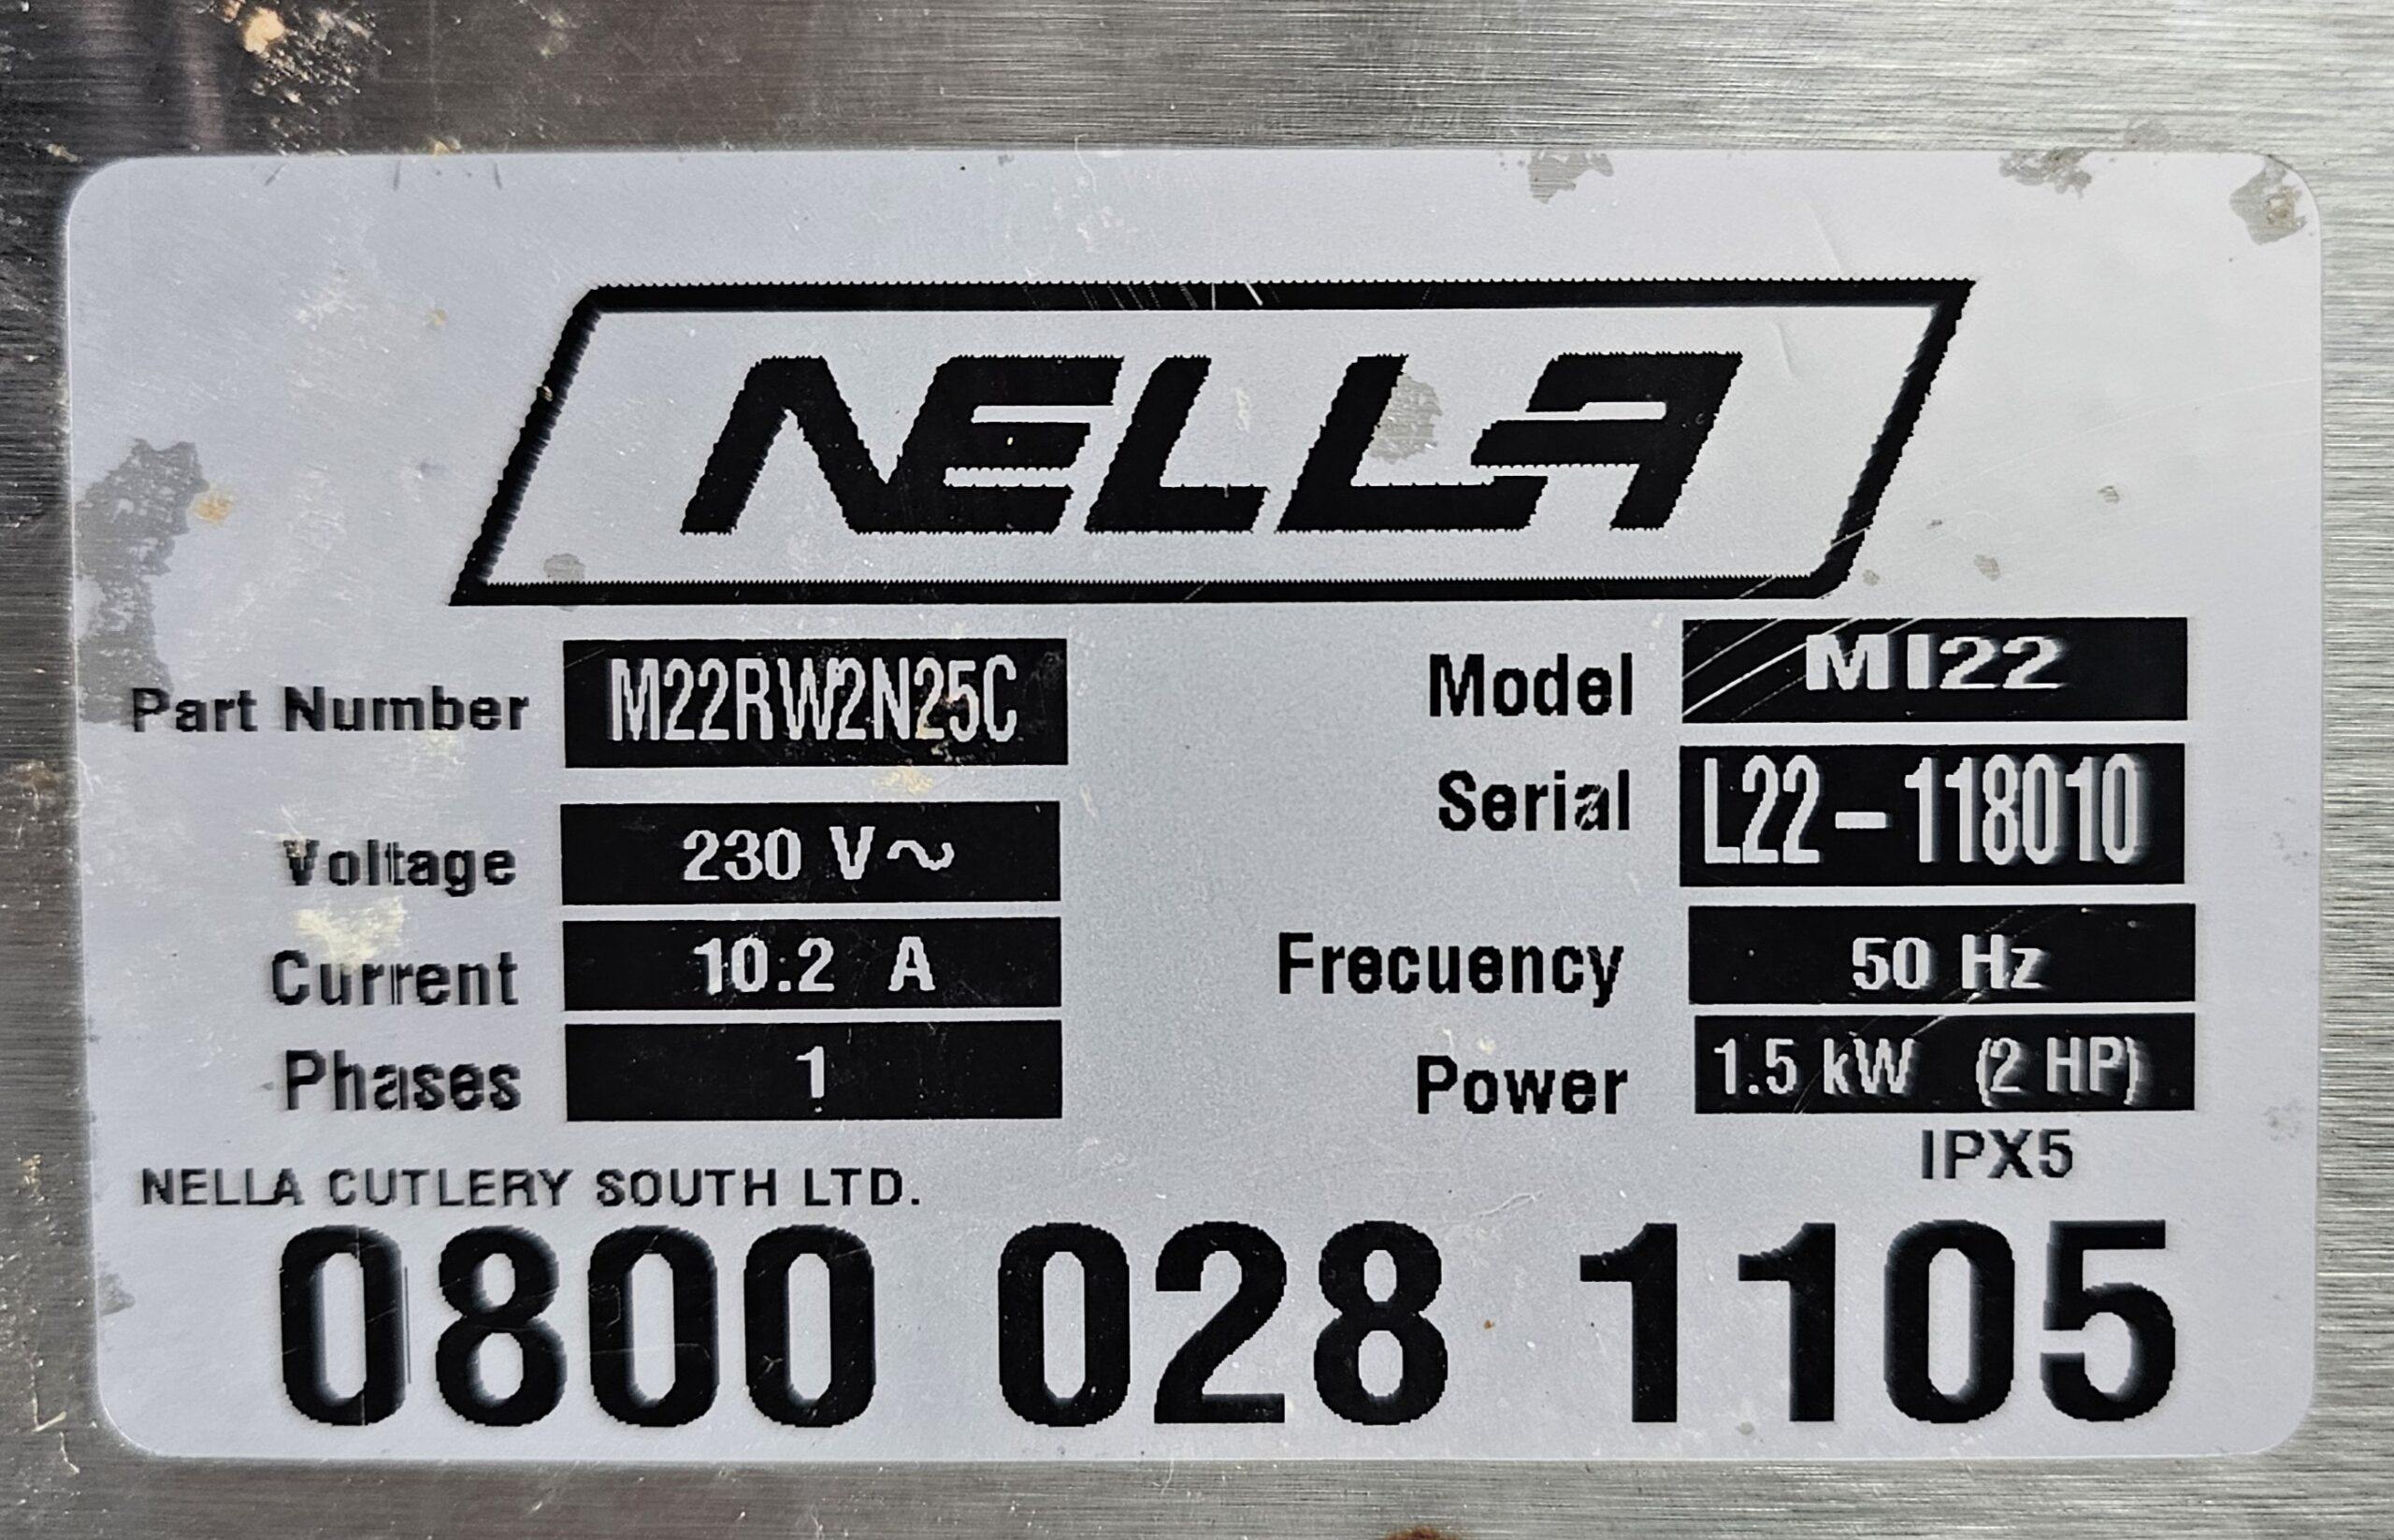 NELLA
Part Number M22RW2N25C
Model MI22
Serial L22-118010
Voltage 230 V~
Current 10.2 A
Frecuency 50 Hz
Phases 1
Power 1.5 kW (2 HP)
IPX5
NELLA CUTLERY SOUTH LTD.
0800 028 1105